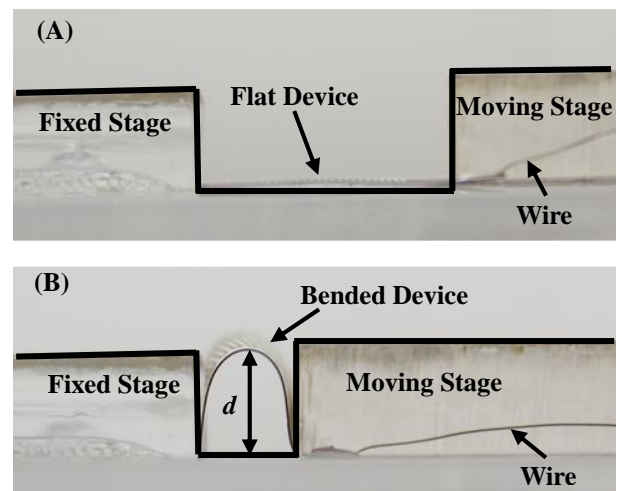 (A)
Flat Device
Fixed Stage
Moving Stage
Wire
(B)
Bended Device
Fixed Stage
Moving Stage
d
Wire